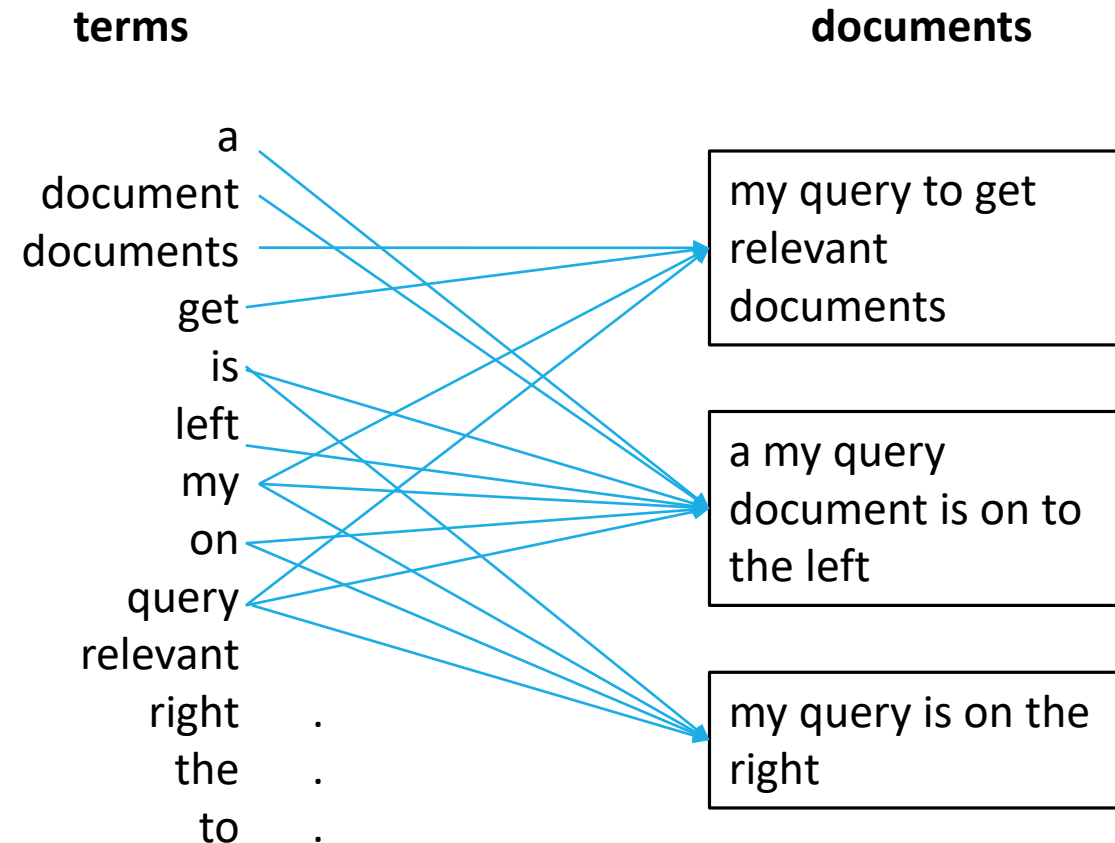 terms
documents
a
document
documents
get
is
left
my
on
query
relevant
right .
the .
to .
my query to get
relevant
documents
a my query
document is on to
the left
my query is on the
right